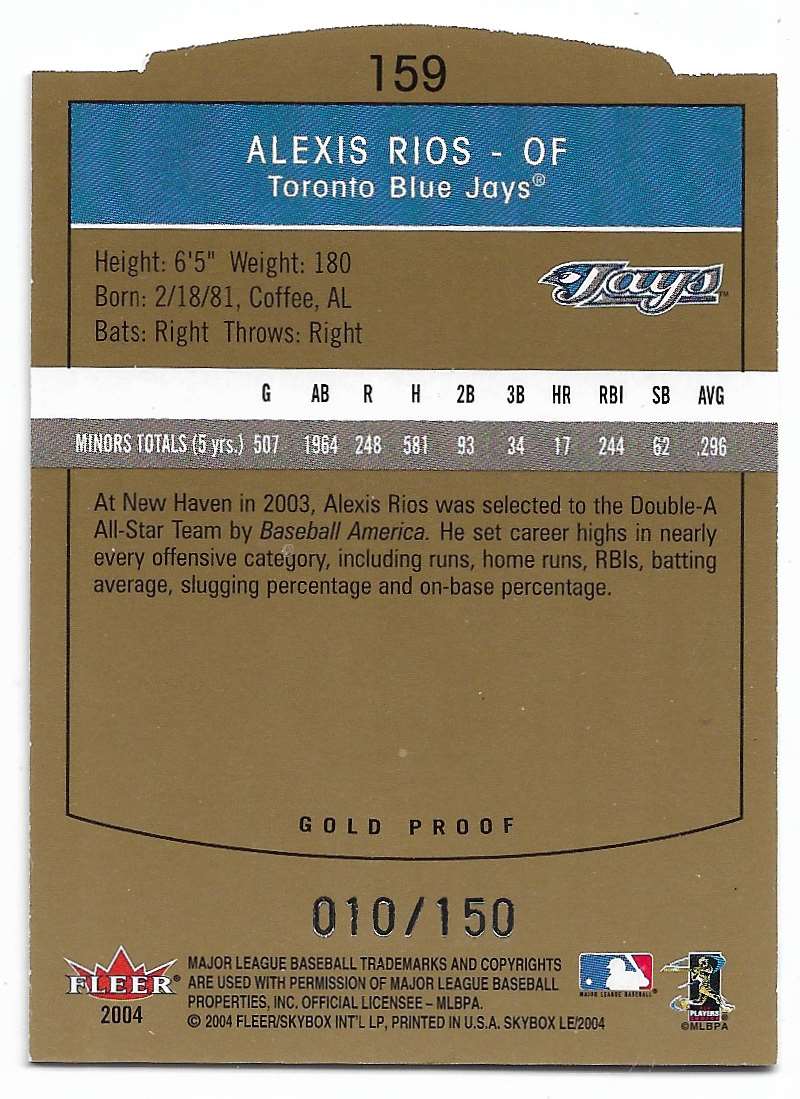 159
ALEXIS RIOS - OF
Toronto Blue Jays®
Height: 6'5" Weight: 180
Born: 2/18/81, Coffee, AL
Bats: Right Throws: Right
Jays™
G AB R H 2B 3B HR RBI SB AVG
MINORS TOTALS (5 yrs.) 507 1964 248 581 93 34 17 244 62 .296
At New Haven in 2003, Alexis Rios was selected to the Double-A
All-Star Team by Baseball America. He set career highs in nearly
every offensive category, including runs, home runs, RBIs, batting
average, slugging percentage and on-base percentage.
GOLD PROOF
010/150
FLEER®
2004
MAJOR LEAGUE BASEBALL TRADEMARKS AND COPYRIGHTS
ARE USED WITH PERMISSION OF MAJOR LEAGUE BASEBALL
PROPERTIES, INC. OFFICIAL LICENSEE – MLBPA.
© 2004 FLEER/SKYBOX INT'L LP, PRINTED IN U.S.A. SKYBOX LE/2004
MAJOR LEAGUE BASEBALL®
PLAYERS
CHOICE
©MLBPA